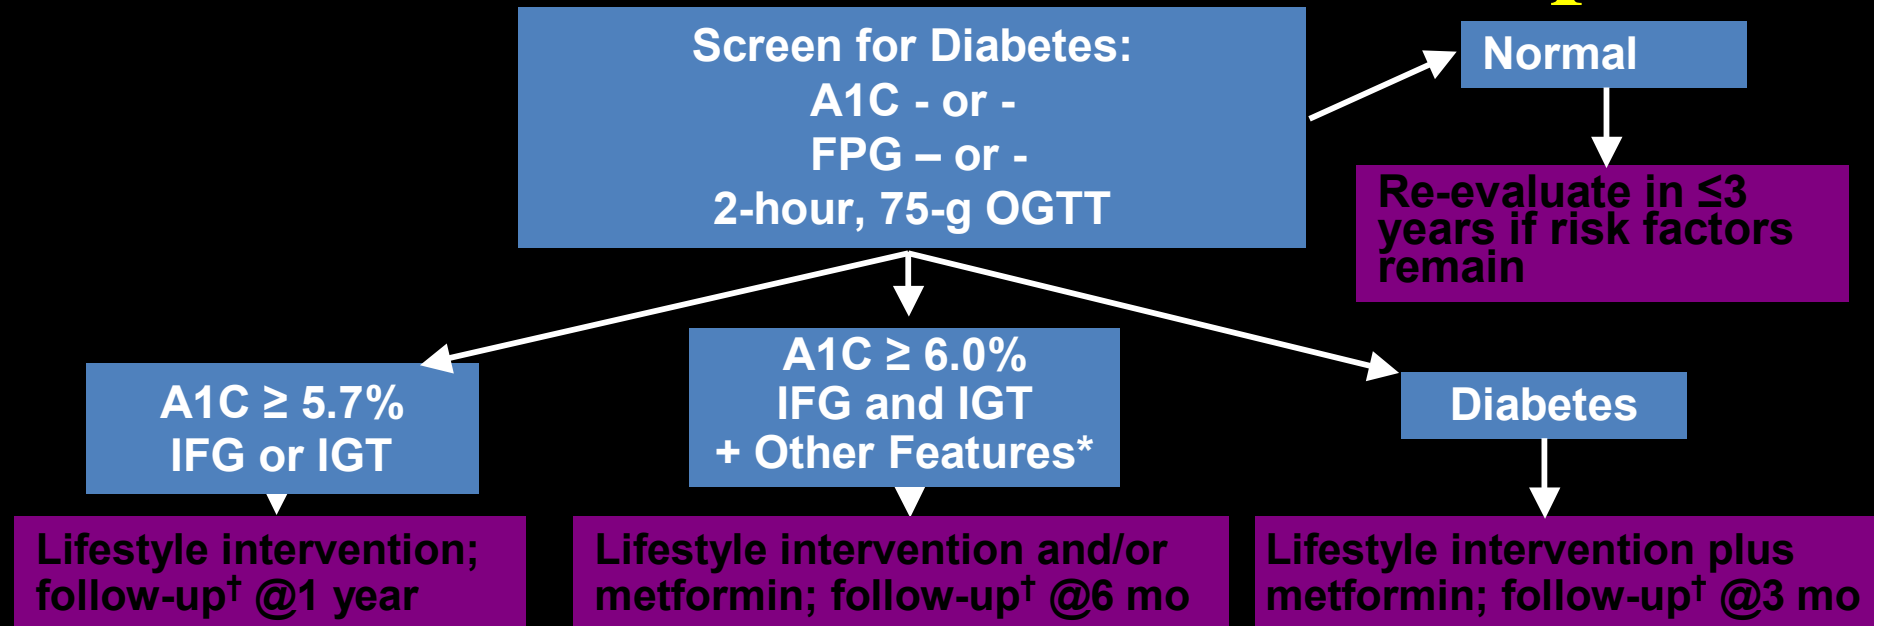 Screen for Diabetes:
A1C - or -
FPG – or -
2-hour, 75-g OGTT
Normal
Re-evaluate in ≤3
years if risk factors
remain
A1C ≥ 5.7%
IFG or IGT
A1C ≥ 6.0%
IFG and IGT
+ Other Features*
Diabetes
Lifestyle intervention;
follow-up† @1 year
Lifestyle intervention and/or
metformin; follow-up† @6 mo
Lifestyle intervention plus
metformin; follow-up† @3 mo